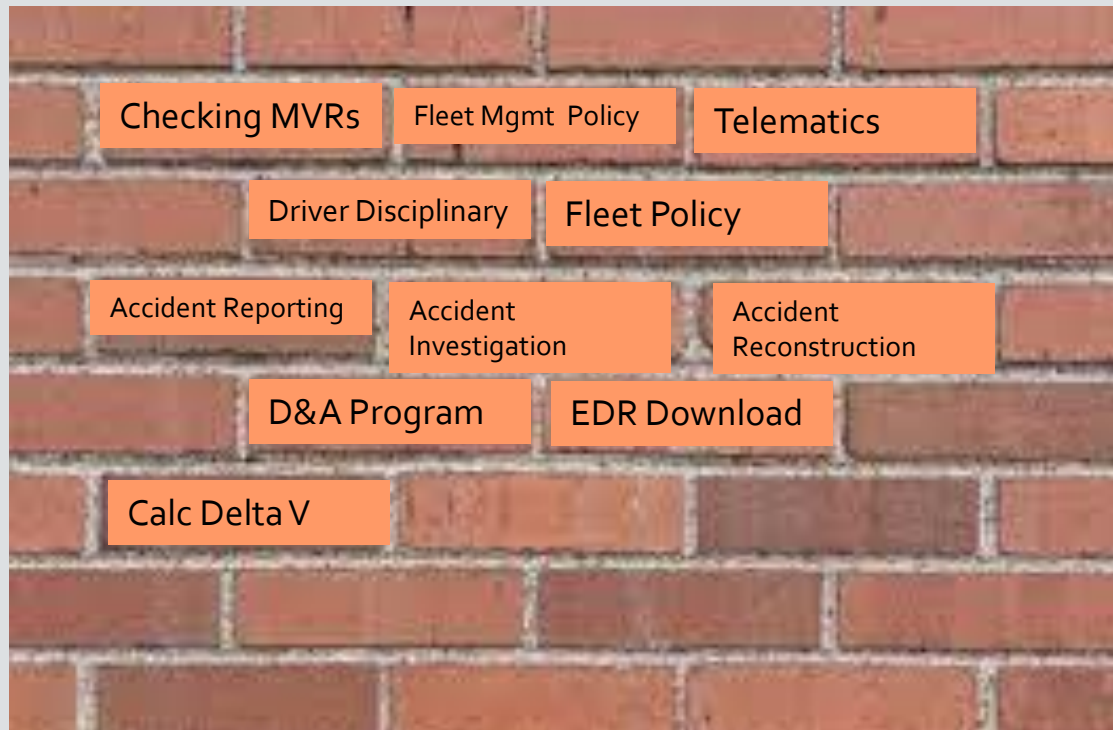 Checking MVRs
Fleet Mgmt Policy
Telematics
Driver Disciplinary
Fleet Policy
Accident Reporting
Accident
Investigation
Accident
Reconstruction
D&A Program
EDR Download
Calc Delta V